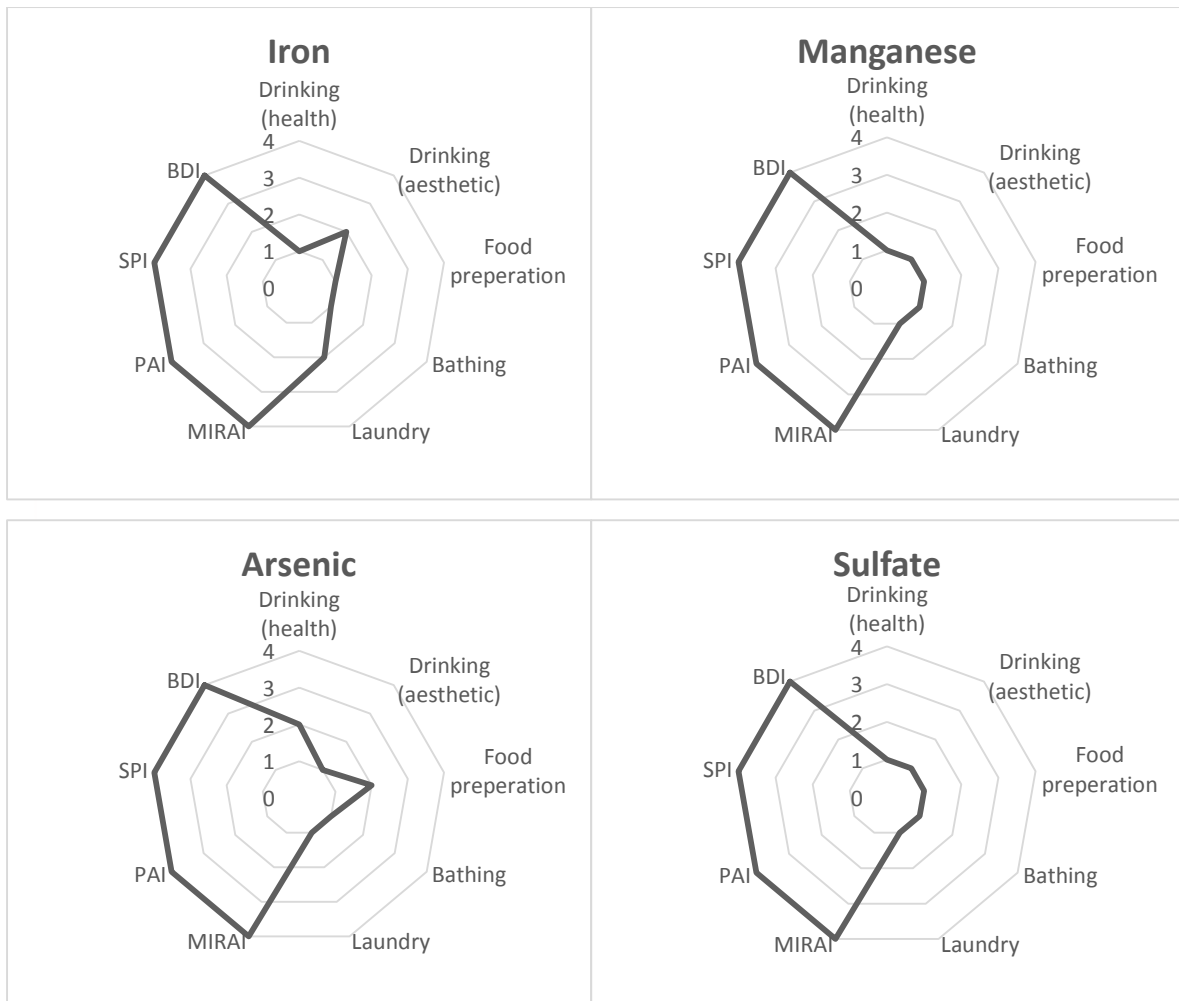 Iron
Drinking
(health)
Drinking
(aesthetic)
Food
preperation
Bathing
Laundry
MIRAI
PAI
SPI
BDI
4
3
2
1
0
Manganese
Drinking
(health)
Drinking
(aesthetic)
Food
preperation
Bathing
Laundry
MIRAI
PAI
SPI
BDI
4
3
2
1
0
Arsenic
Drinking
(health)
Drinking
(aesthetic)
Food
preperation
Bathing
Laundry
MIRAI
PAI
SPI
BDI
4
3
2
1
0
Sulfate
Drinking
(health)
Drinking
(aesthetic)
Food
preperation
Bathing
Laundry
MIRAI
PAI
SPI
BDI
4
3
2
1
0